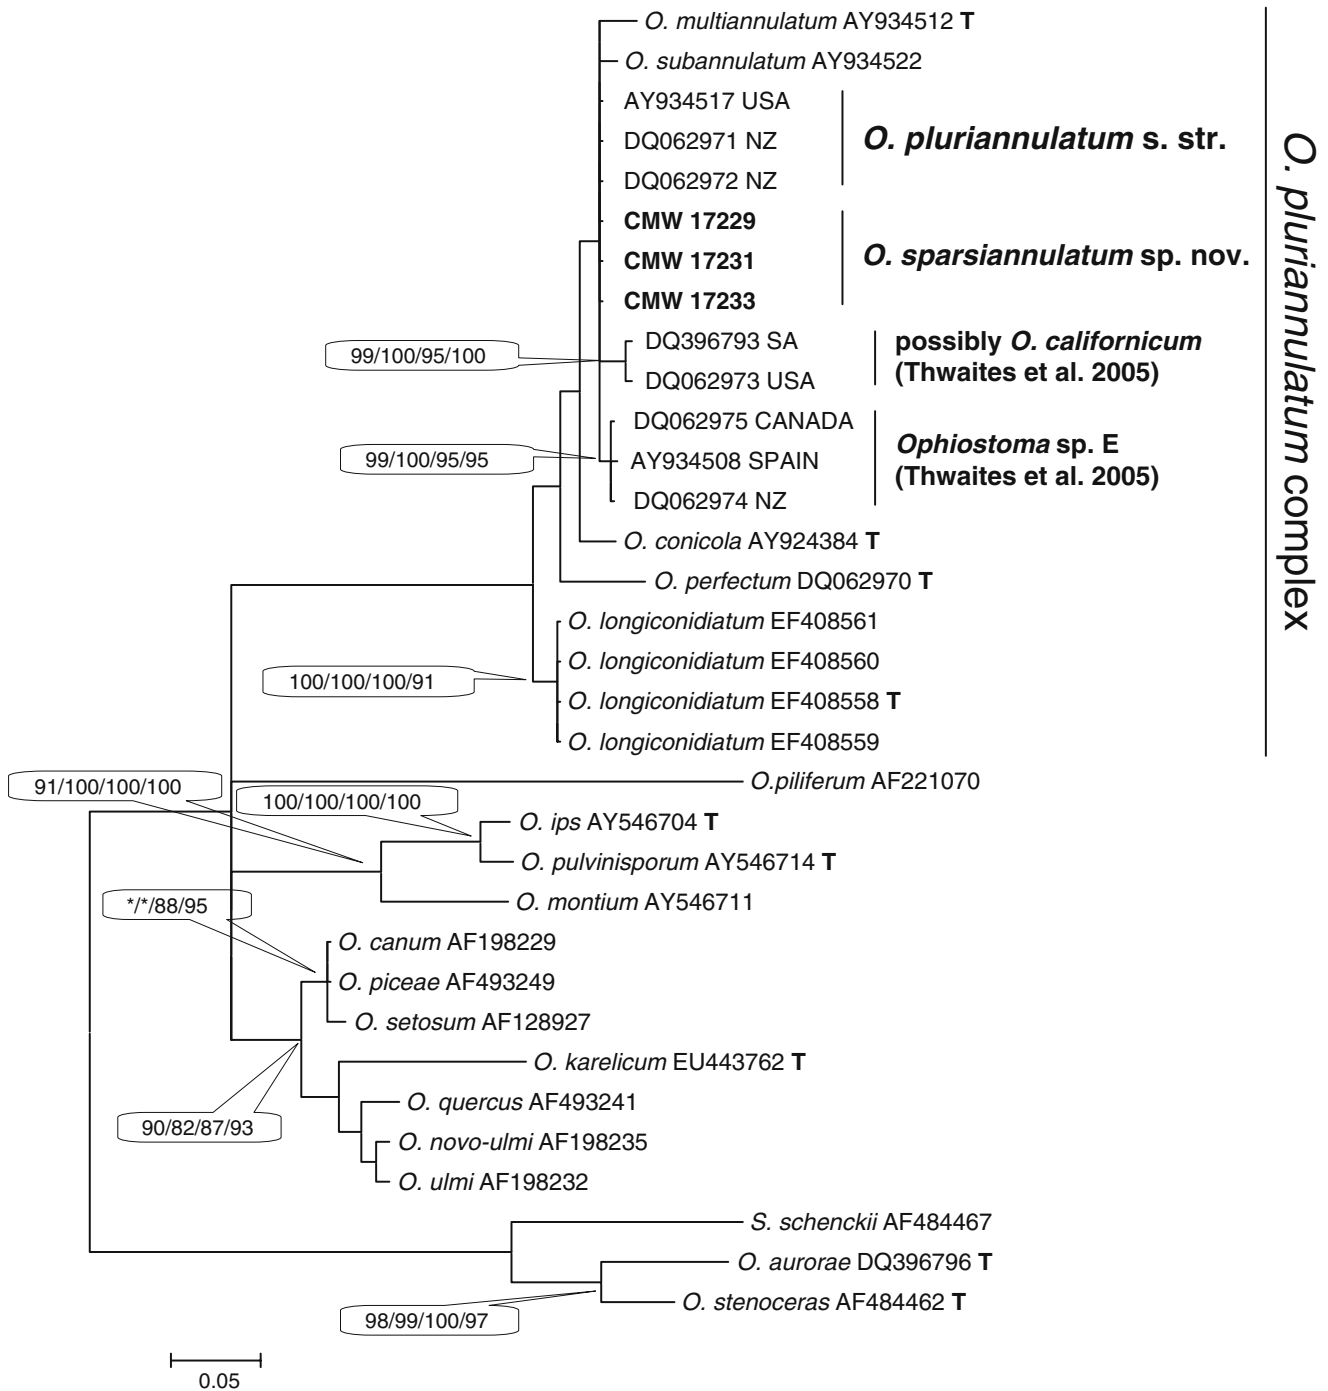 O. multiannulatum AY934512 T
O. subannulatum AY934522
AY934517 USA
DQ062971 NZ
DQ062972 NZ
O. pluriannulatum s. str.
CMW 17229
CMW 17231
CMW 17233
O. sparsiannulatum sp. nov.
99/100/95/100
DQ396793 SA
DQ062973 USA
possibly O. californicum
(Thwaites et al. 2005)
99/100/95/95
DQ062975 CANADA
AY934508 SPAIN
DQ062974 NZ
Ophiostoma sp. E
(Thwaites et al. 2005)
O. conicola AY924384 T
O. perfectum DQ062970 T
O. longiconidiatum EF408561
O. longiconidiatum EF408560
100/100/100/91
O. longiconidiatum EF408558 T
O. longiconidiatum EF408559
O. pluriannulatum complex
O.piliferum AF221070
91/100/100/100
100/100/100/100
O. ips AY546704 T
O. pulvinisporum AY546714 T
O. montium AY546711
*/*/88/95
O. canum AF198229
O. piceae AF493249
O. setosum AF128927
O. karelicum EU443762 T
O. quercus AF493241
90/82/87/93
O. novo-ulmi AF198235
O. ulmi AF198232
S. schenckii AF484467
O. aurorae DQ396796 T
O. stenoceras AF484462 T
98/99/100/97
0.05